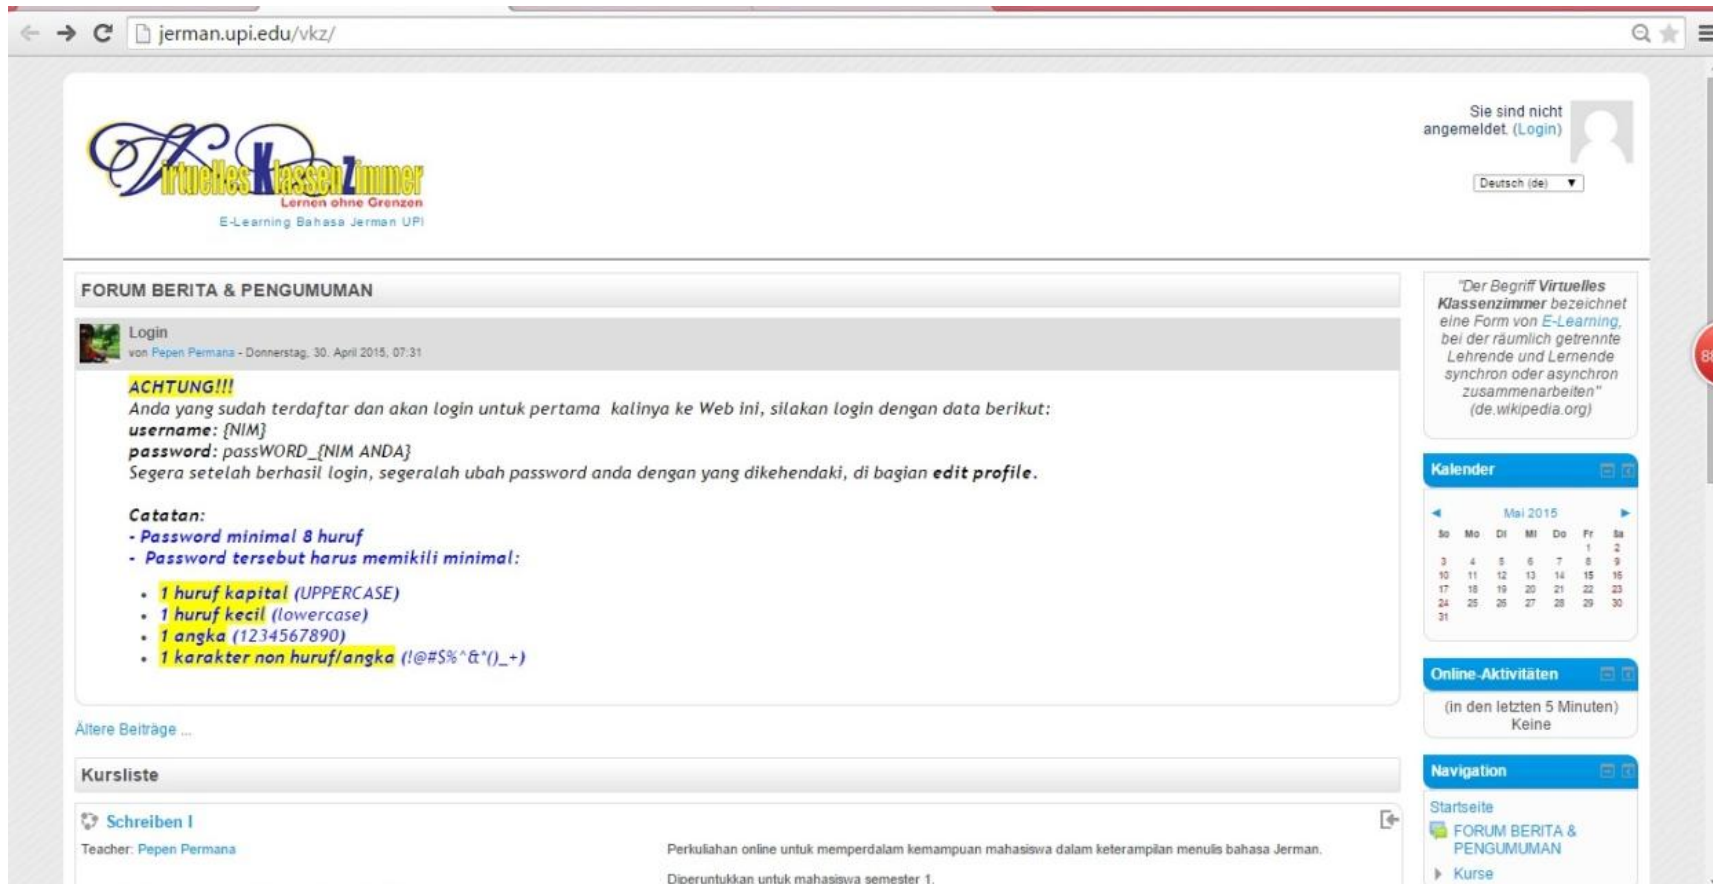 jerman.upi.edu/vkz/
Virtuelles KlassenZimmer
Lernen ohne Grenzen
E-Learning Bahasa Jerman UPI
Sie sind nicht
angemeldet. (Login)
Deutsch (de)
FORUM BERITA & PENGUMUMAN
Login
von Pepen Permana - Donnerstag, 30. April 2015, 07:31
ACHTUNG!!!
Anda yang sudah terdaftar dan akan login untuk pertama kalinya ke Web ini, silakan login dengan data berikut:
username: {NIM}
password: passWORD_{NIM ANDA}
Segera setelah berhasil login, segeralah ubah password anda dengan yang dikehendaki, di bagian edit profile.
Catatan:
- Password minimal 8 huruf
- Password tersebut harus memikili minimal:
• 1 huruf kapital (UPPERCASE)
• 1 huruf kecil (lowercase)
• 1 angka (1234567890)
• 1 karakter non huruf/angka (!@#$%^&*()_+)
Ältere Beiträge ...
Kursliste
Schreiben I
Teacher: Pepen Permana
Perkuliahan online untuk memperdalam kemampuan mahasiswa dalam keterampilan menulis bahasa Jerman.
Diperuntukkan untuk mahasiswa semester 1.
"Der Begriff Virtuelles
Klassenzimmer bezeichnet
eine Form von E-Learning,
bei der räumlich getrennte
Lehrende und Lernende
synchron oder asynchron
zusammenarbeiten"
(de.wikipedia.org)
Kalender
Mai 2015
So Mo Di Mi Do Fr Sa
1 2
3 4 5 6 7 8 9
10 11 12 13 14 15 16
17 18 19 20 21 22 23
24 25 26 27 28 29 30
31
Online-Aktivitäten
(in den letzten 5 Minuten)
Keine
Navigation
Startseite
FORUM BERITA &
PENGUMUMAN
Kurse